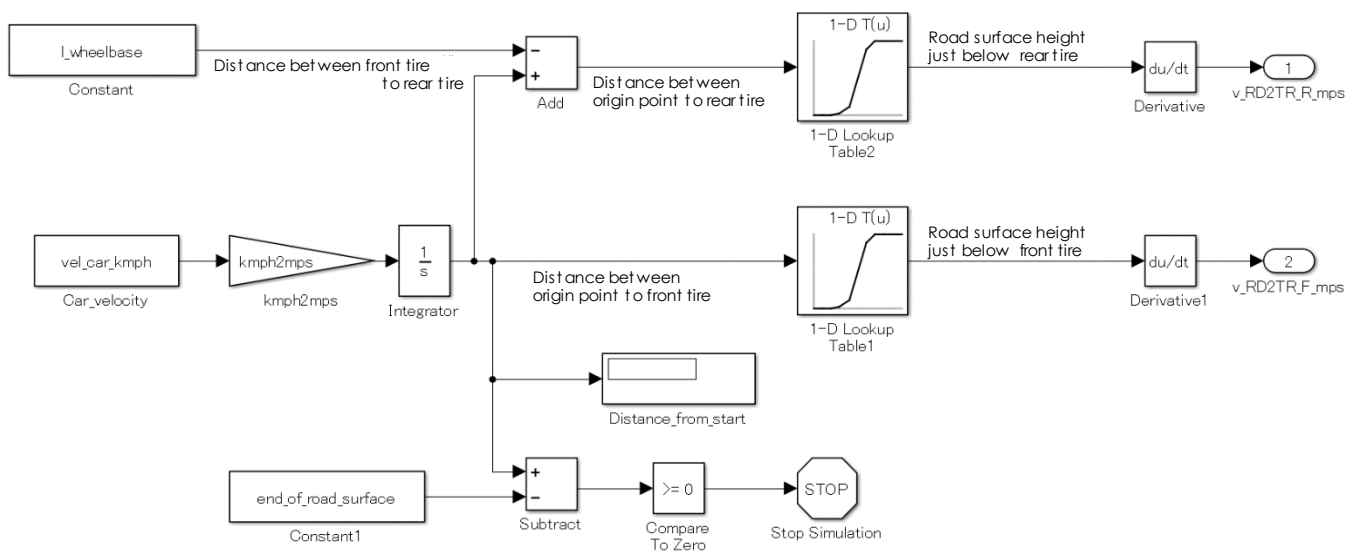 l_wheelbase
Constant
Distance between front tire
to rear tire
−
+
Add
Distance between
origin point to rear tire
1-D T(u)
1-D Lookup
Table2
Road surface height
just below rear tire
du/dt
Derivative
1
v_RD2TR_R_mps
vel_car_kmph
Car_velocity
kmph2mps
kmph2mps
1
s
Integrator
Distance between
origin point to front tire
1-D T(u)
1-D Lookup
Table1
Road surface height
just below front tire
du/dt
Derivative1
2
v_RD2TR_F_mps
Distance_from_start
end_of_road_surface
Constant1
+
−
Subtract
>= 0
Compare
To Zero
STOP
Stop Simulation